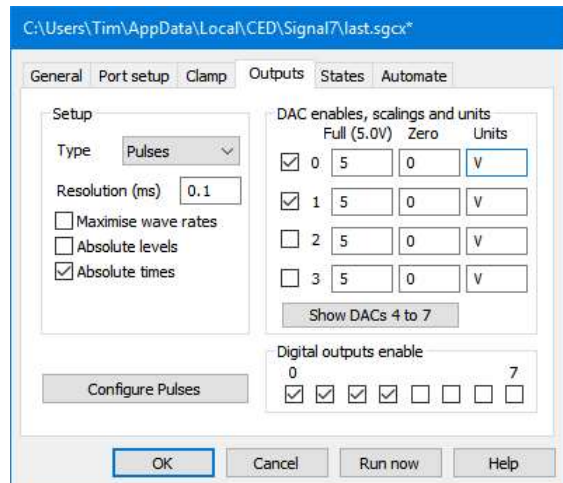 C:\Users\Tim\AppData\Local\CED\Signal7\last.sgcx*
General Port setup Clamp Outputs States Automate
Setup
Type Pulses
Resolution (ms) 0.1
Maximise wave rates
Absolute levels
Absolute times
Configure Pulses
DAC enables, scalings and units
Full (5.0V) Zero Units
0 5 0 V
1 5 0 V
2 5 0 V
3 5 0 V
Show DACs 4 to 7
Digital outputs enable
0 7
OK Cancel Run now Help